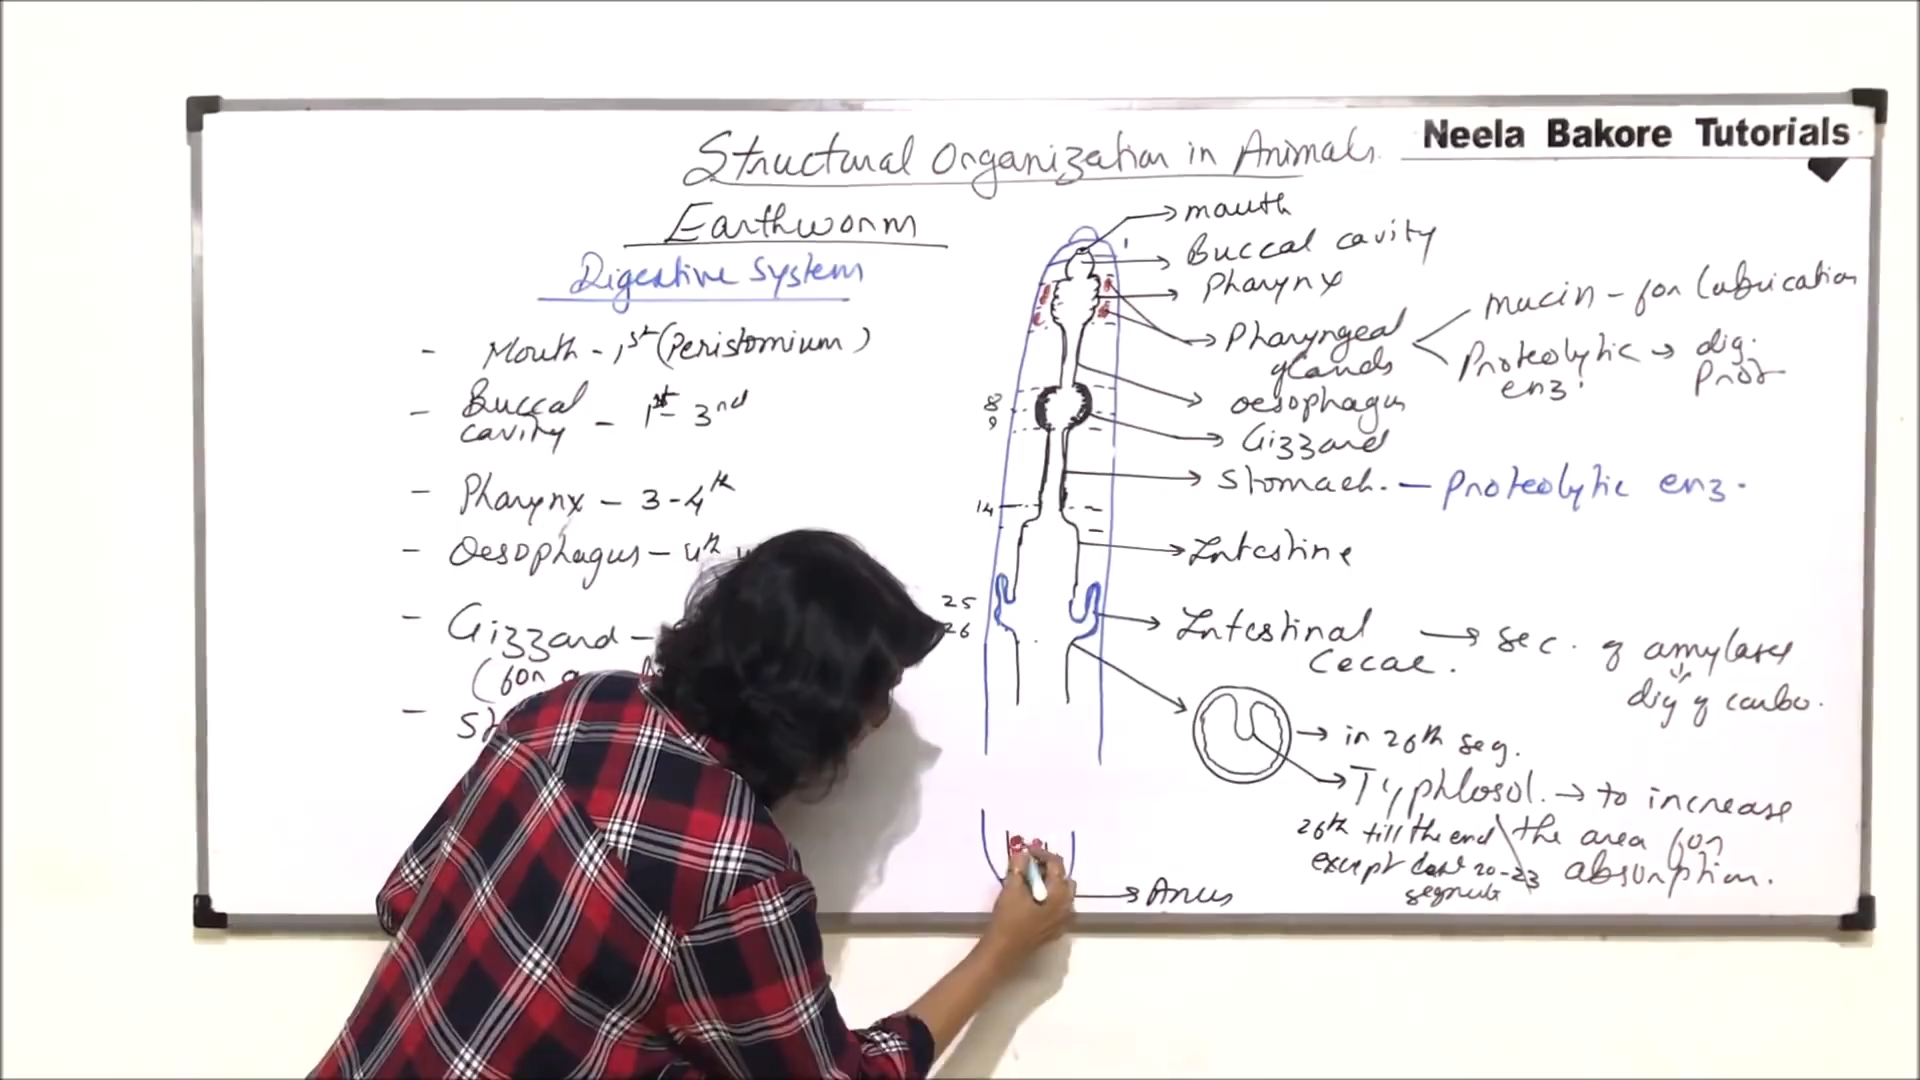 Structural Organization in Animals
Neela Bakore Tutorials
Earthworm
Digestive System
- Mouth - 1st (Peristomium)
- Buccal cavity - 1st - 3rd
- Pharynx - 3-4th
- Oesophagus - 4th
- Gizzard -
(for
-
mouth
1
Buccal cavity
Pharynx
Pharyngeal
glands
mucin - for lubrication
Proteolytic → dig.
enz. Prot
oesophagus
8
9
Gizzard
Stomach. - Proteolytic enz.
14
Intestine
25
26
Intestinal → sec. of amylases
Cecae.
dig of carbo.
→ in 26th seg.
Typhlosol. → to increase
the area for
absorption.
26th till the end
except last 20-23
segments
→ Anus